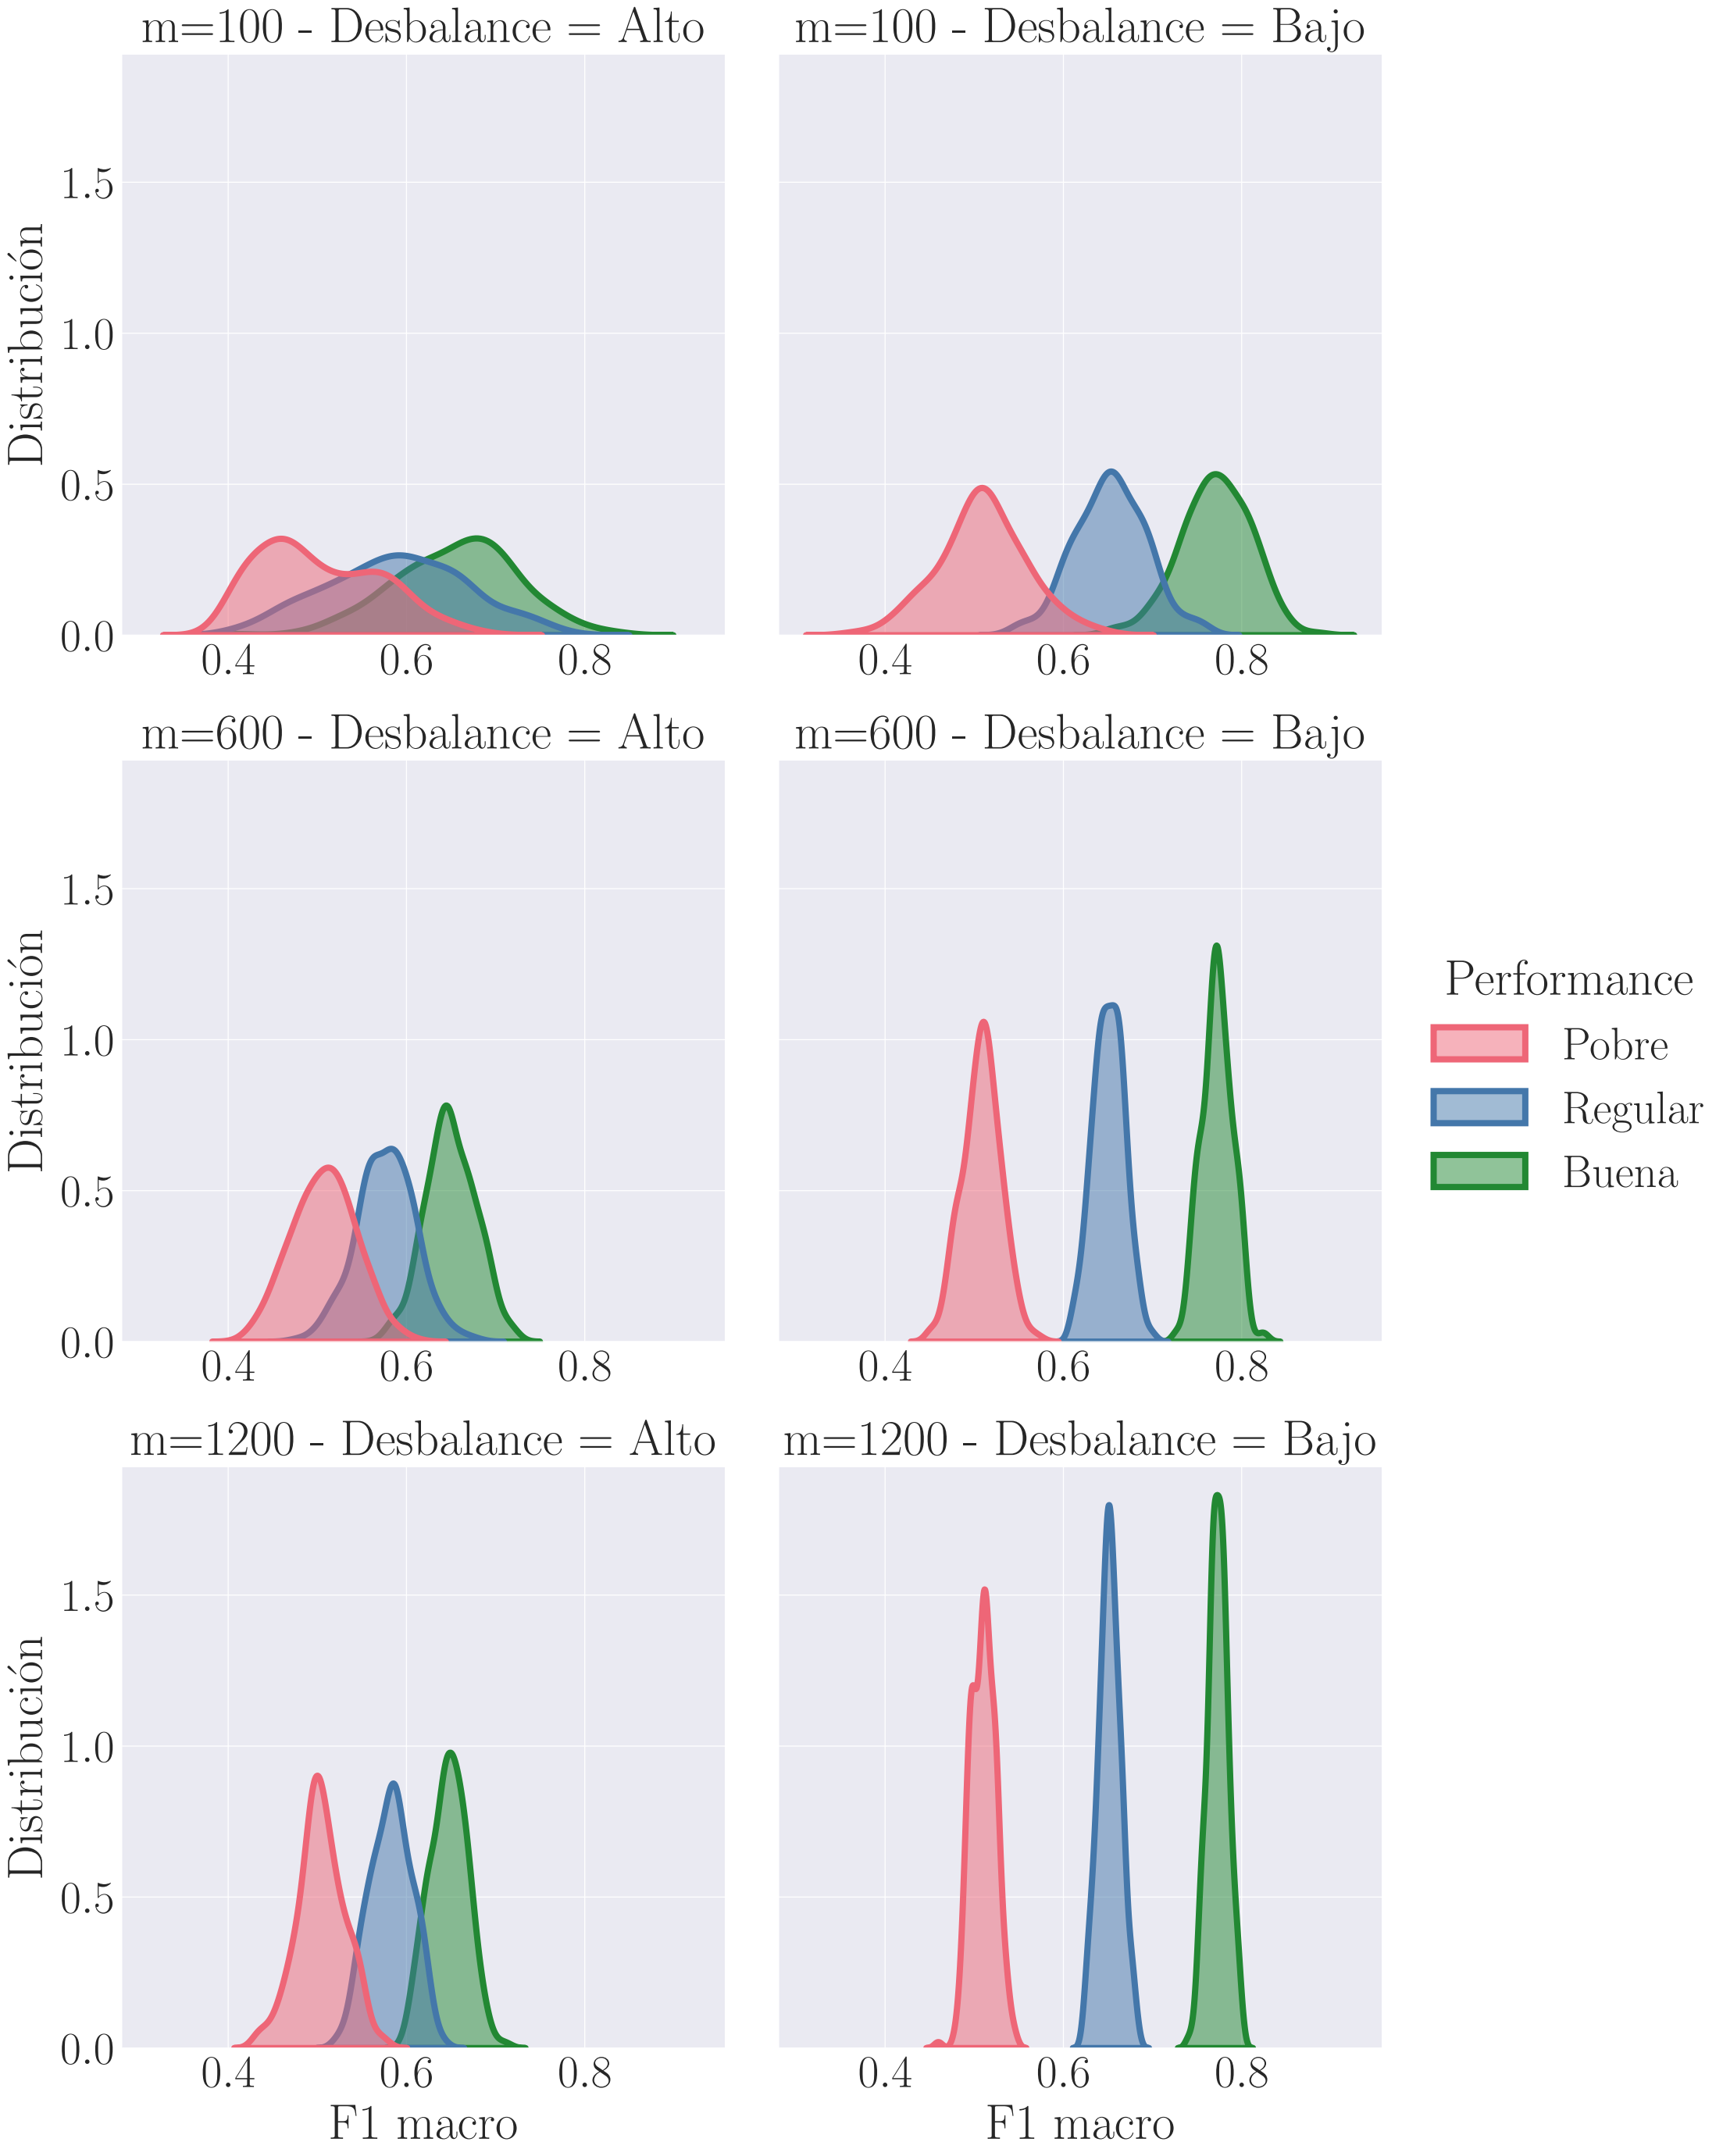 m=100 - Desbalance = Alto
m=100 - Desbalance = Bajo
Distribución
1.5
1.0
0.5
0.0
0.4 0.6 0.8
0.4 0.6 0.8
m=600 - Desbalance = Alto
m=600 - Desbalance = Bajo
Distribución
1.5
1.0
0.5
0.0
0.4 0.6 0.8
0.4 0.6 0.8
Performance
Pobre
Regular
Buena
m=1200 - Desbalance = Alto
m=1200 - Desbalance = Bajo
Distribución
1.5
1.0
0.5
0.0
0.4 0.6 0.8
0.4 0.6 0.8
F1 macro
F1 macro